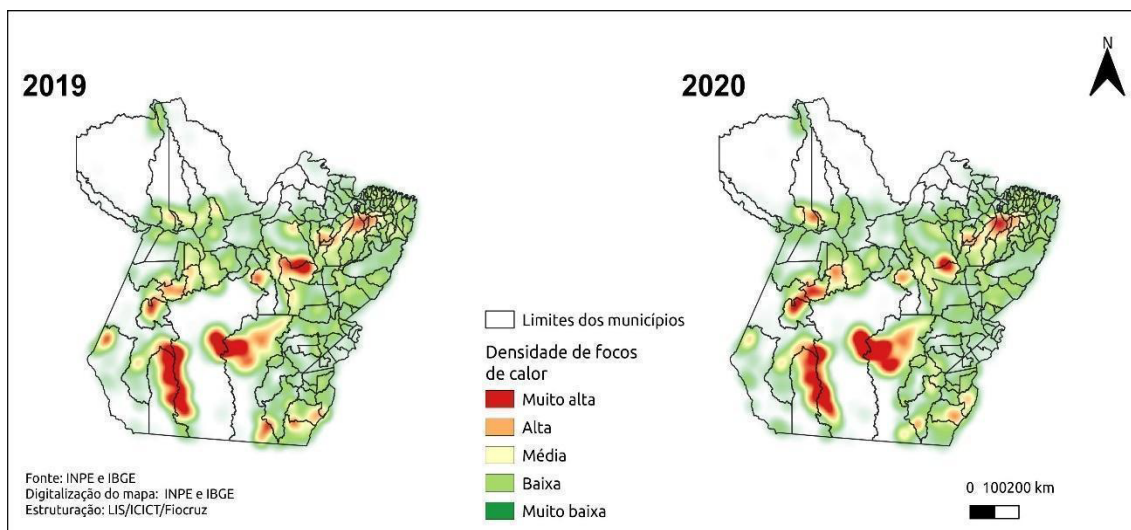 2019
2020
N
Limites dos municípios
Densidade de focos
de calor
Muito alta
Alta
Média
Baixa
Muito baixa
Fonte: INPE e IBGE
Digitalização do mapa: INPE e IBGE
Estruturação: LIS/ICICT/Fiocruz
0 100200 km